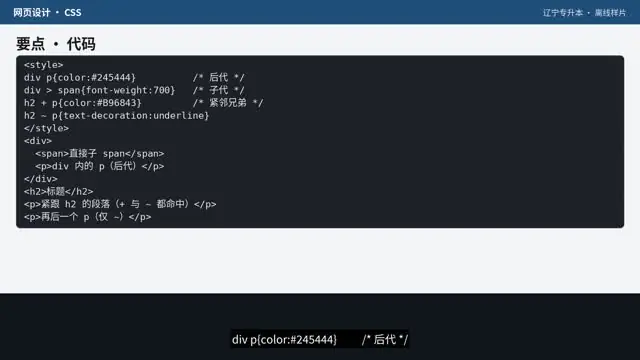 网页设计 • CSS
辽宁专升本 • 离线样片
要点 • 代码
<style>
div p{color:#245444}          /* 后代 */
div > span{font-weight:700}   /* 子代 */
h2 + p{color:#B96843}         /* 紧邻兄弟 */
h2 ~ p{text-decoration:underline}
</style>
<div>
  <span>直接子 span</span>
  <p>div 内的 p（后代）</p>
</div>
<h2>标题</h2>
<p>紧跟 h2 的段落（+ 与 ~ 都命中）</p>
<p>再后一个 p（仅 ~）</p>
div p{color:#245444}          /* 后代 */